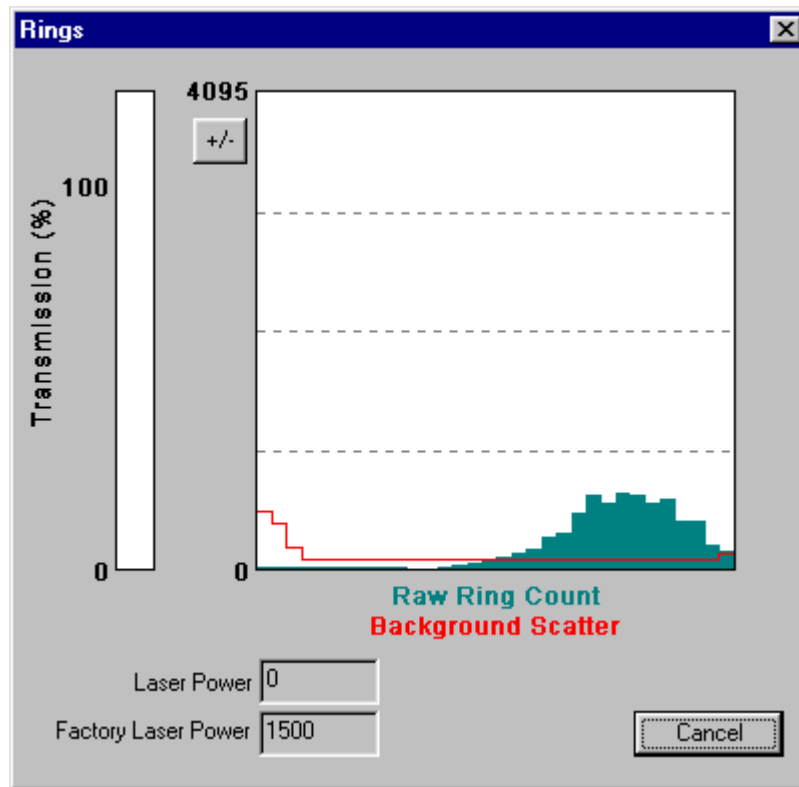 Rings
4095
+/-
100
Transmission (%)
0
0
Raw Ring Count
Background Scatter
Laser Power 0
Factory Laser Power 1500
Cancel